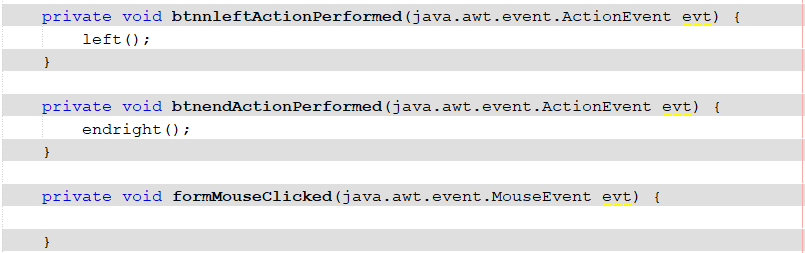 private void btnnleftActionPerformed(java.awt.event.ActionEvent evt) {
left();
}
private void btnendActionPerformed(java.awt.event.ActionEvent evt) {
endright();
}
private void formMouseClicked(java.awt.event.MouseEvent evt) {
}